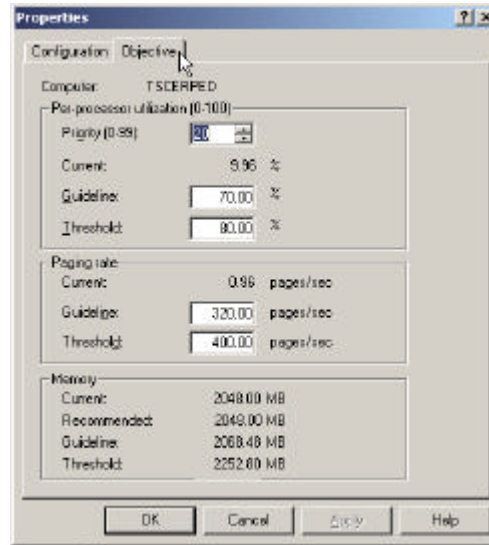 Properties
Configuration Objective
Computer: TSCERPED
Per-processor utilization (0-100)
Priority (0-99): 20
Current: 9.96 %
Guideline: 70.00 %
Threshold: 80.00 %
Paging rate
Current: 0.96 pages/sec
Guideline: 320.00 pages/sec
Threshold: 400.00 pages/sec
Memory
Current: 2048.00 MB
Recommended: 2048.00 MB
Guideline: 2068.48 MB
Threshold: 2252.80 MB
OK Cancel Apply Help